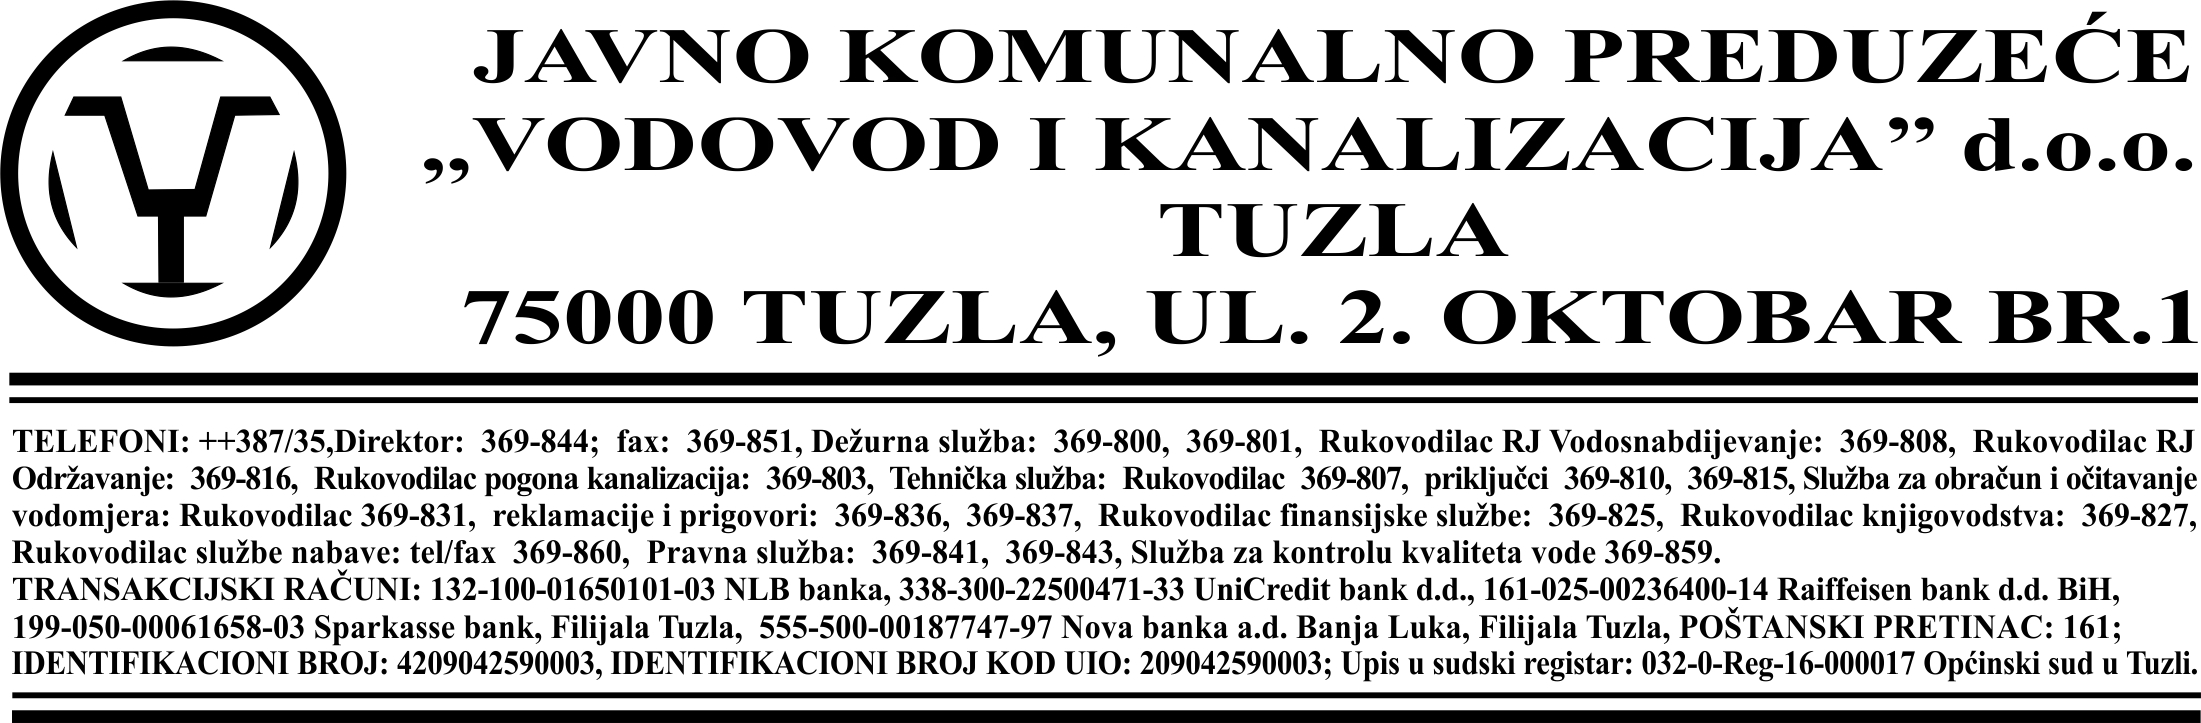 JAVNO KOMUNALNO PREDUZEĆE
„VODOVOD I KANALIZACIJA” d.o.o.
TUZLA
75000 TUZLA, UL. 2. OKTOBAR BR.1
TELEFONI: ++387/35,Direktor: 369-844; fax: 369-851, Dežurna služba: 369-800, 369-801, Rukovodilac RJ Vodosnabdijevanje: 369-808, Rukovodilac RJ
Održavanje: 369-816, Rukovodilac pogona kanalizacija: 369-803, Tehnička služba: Rukovodilac 369-807, priključci 369-810, 369-815, Služba za obračun i očitavanje
vodomjera: Rukovodilac 369-831, reklamacije i prigovori: 369-836, 369-837, Rukovodilac finansijske službe: 369-825, Rukovodilac knjigovodstva: 369-827,
Rukovodilac službe nabave: tel/fax 369-860, Pravna služba: 369-841, 369-843, Služba za kontrolu kvaliteta vode 369-859.
TRANSAKCIJSKI RAČUNI: 132-100-01650101-03 NLB banka, 338-300-22500471-33 UniCredit bank d.d., 161-025-00236400-14 Raiffeisen bank d.d. BiH,
199-050-00061658-03 Sparkasse bank, Filijala Tuzla, 555-500-00187747-97 Nova banka a.d. Banja Luka, Filijala Tuzla, POŠTANSKI PRETINAC: 161;
IDENTIFIKACIONI BROJ: 4209042590003, IDENTIFIKACIONI BROJ KOD UIO: 209042590003; Upis u sudski registar: 032-0-Reg-16-000017 Općinski sud u Tuzli.